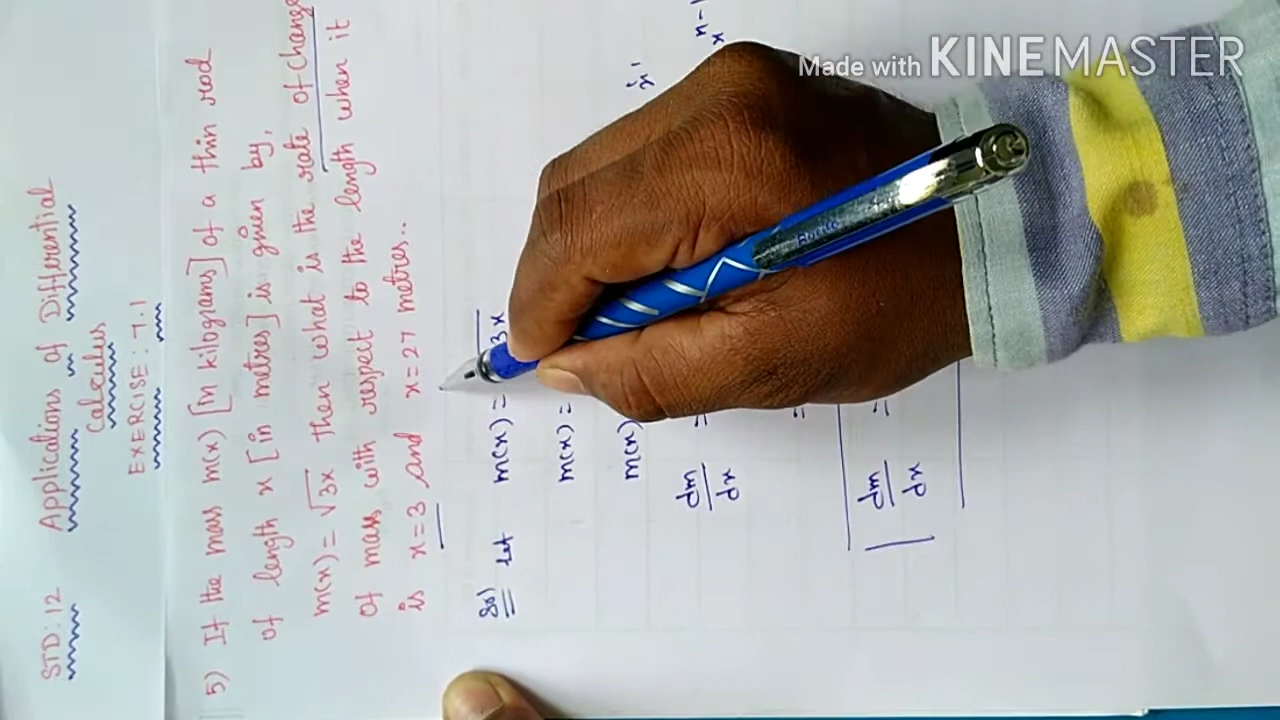 STD: 12 Applications of Differential
Calculus
EXERCISE: 7.1
5) If the mass m(x) [m kilograms] of a thin rod
of length x [in metres] is given by,
m(x) = √3x then what is the rate of change
of mass with respect to the length when it
is x=3 and x=27 metres..
Sol) Let m(x) = 3x
m(x) =
m(x)
dm/dx =
=
dm/dx =
Made with KINEMASTER